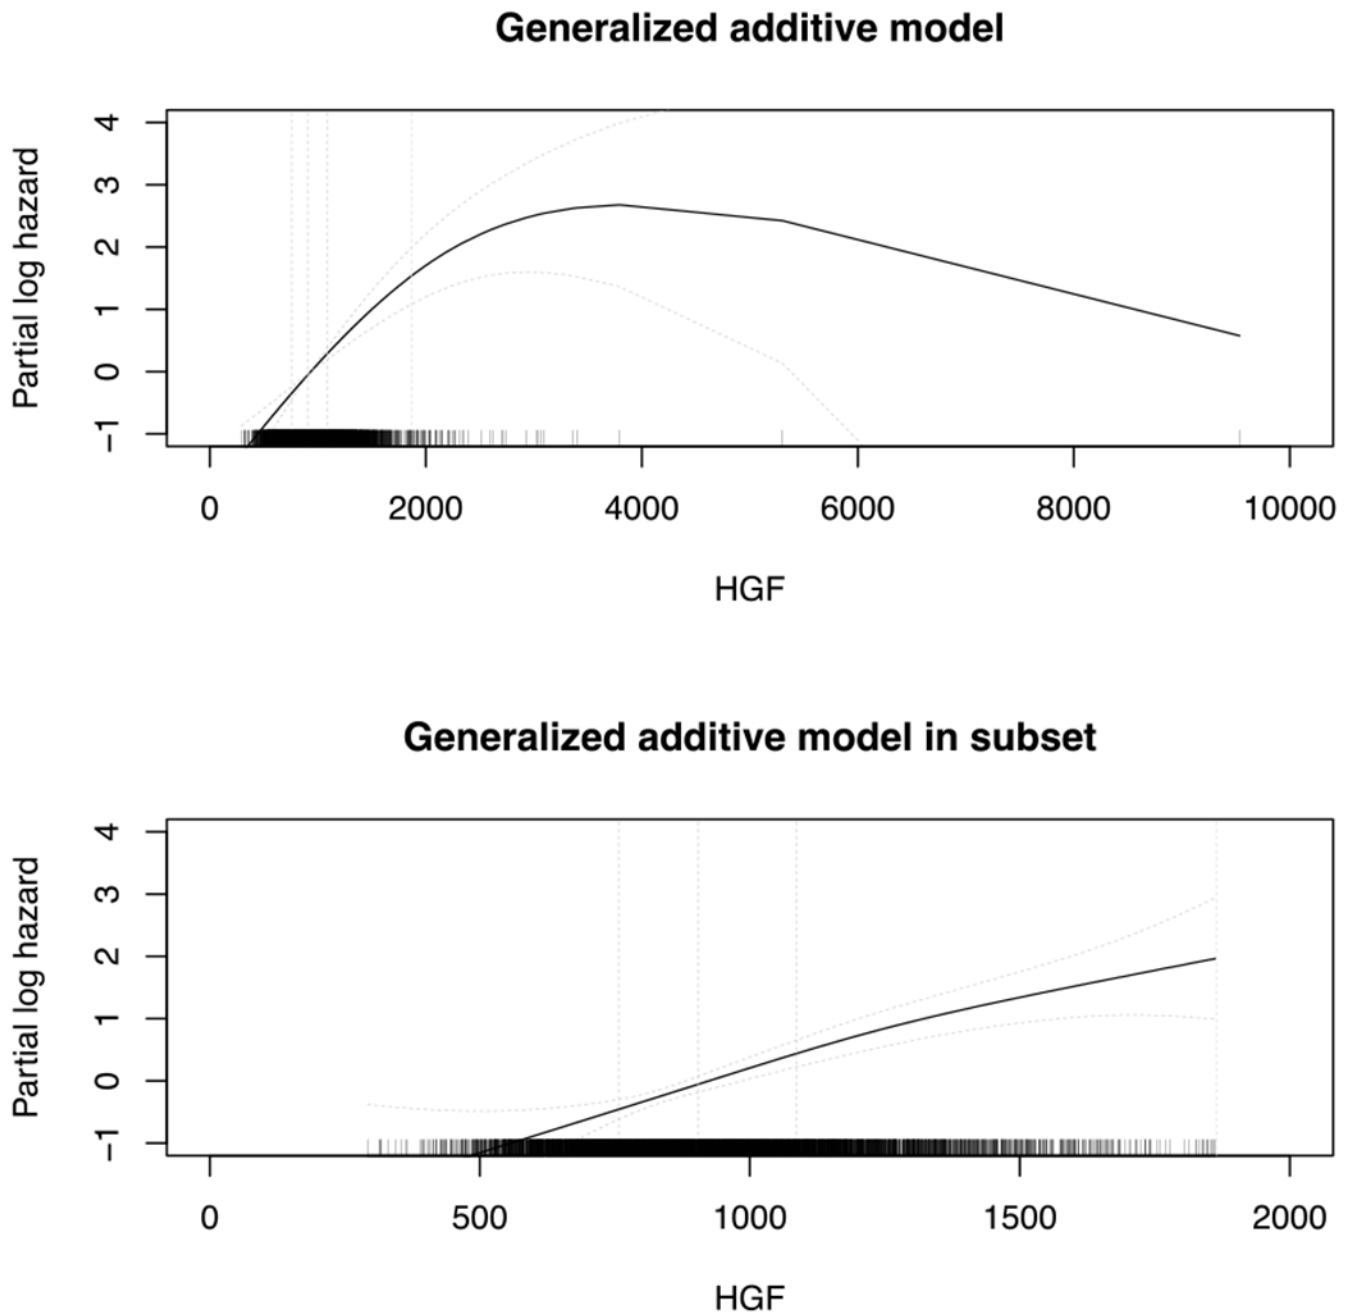 Generalized additive model
Partial log hazard
4
3
2
1
0
−1
0 2000 4000 6000 8000 10000
HGF
Generalized additive model in subset
Partial log hazard
4
3
2
1
0
−1
0 500 1000 1500 2000
HGF